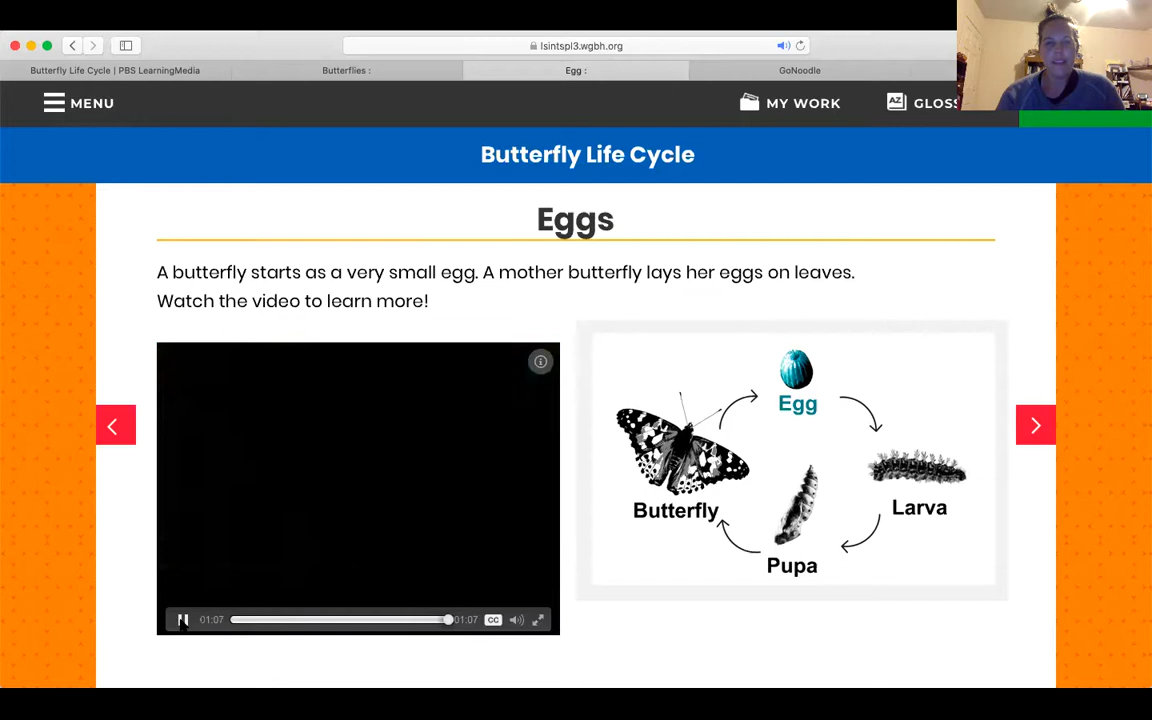 lsintspl3.wgbh.org
Butterfly Life Cycle | PBS LearningMedia
Butterflies :
Egg :
GoNoodle
MENU
MY WORK
AZ
GLOSS
Butterfly Life Cycle
Eggs
A butterfly starts as a very small egg. A mother butterfly lays her eggs on leaves.
Watch the video to learn more!
Egg
Butterfly
Larva
Pupa
01:07
01:07
CC